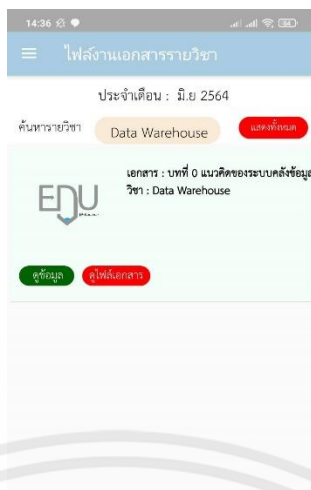 14:36
ไฟล์งานเอกสารรายวิชา
ประจำเดือน : มิ.ย 2564
ค้นหารายวิชา Data Warehouse แสดงทั้งหมด
เอกสาร : บทที่ 0 แนวคิดของระบบคลังข้อมูล
วิชา : Data Warehouse
EDU
ดูข้อมูล ดูไฟล์เอกสาร